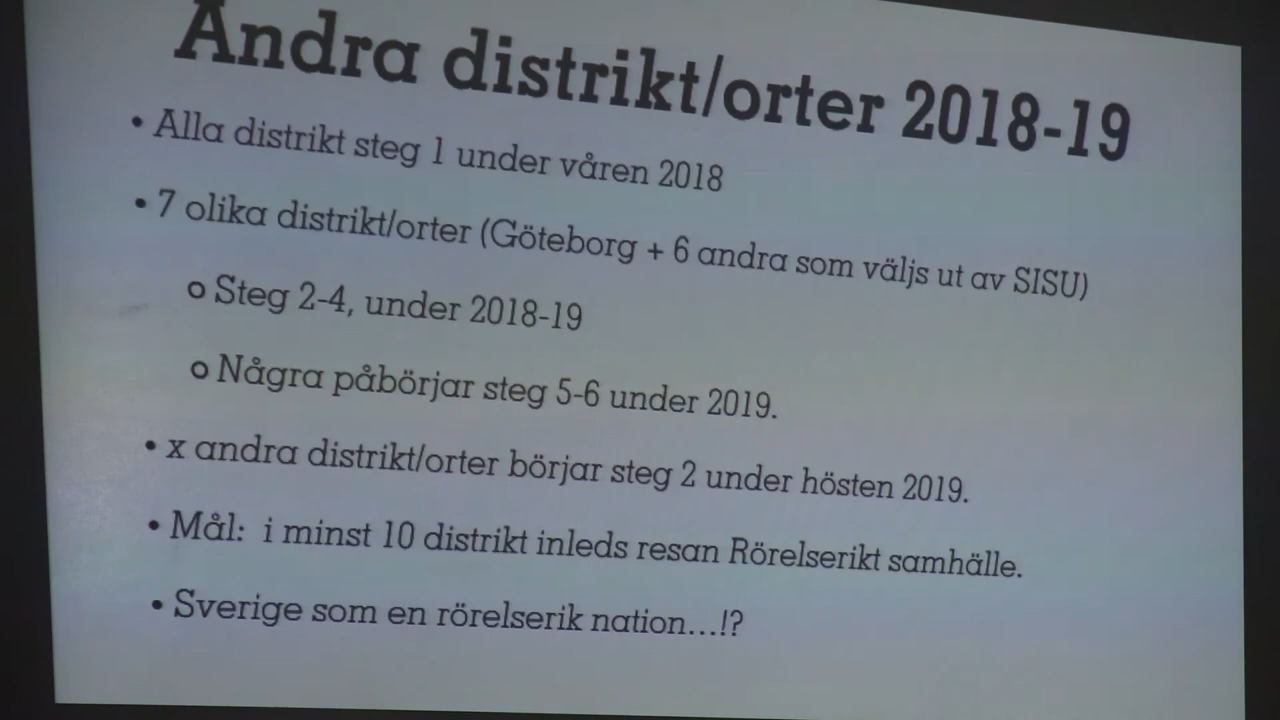 Andra distrikt/orter 2018-19
• Alla distrikt steg 1 under våren 2018
• 7 olika distrikt/orter (Göteborg + 6 andra som väljs ut av SISU)
o Steg 2-4, under 2018-19
o Några påbörjar steg 5-6 under 2019.
• x andra distrikt/orter börjar steg 2 under hösten 2019.
• Mål:  i minst 10 distrikt inleds resan Rörelserikt samhälle.
• Sverige som en rörelserik nation...!?